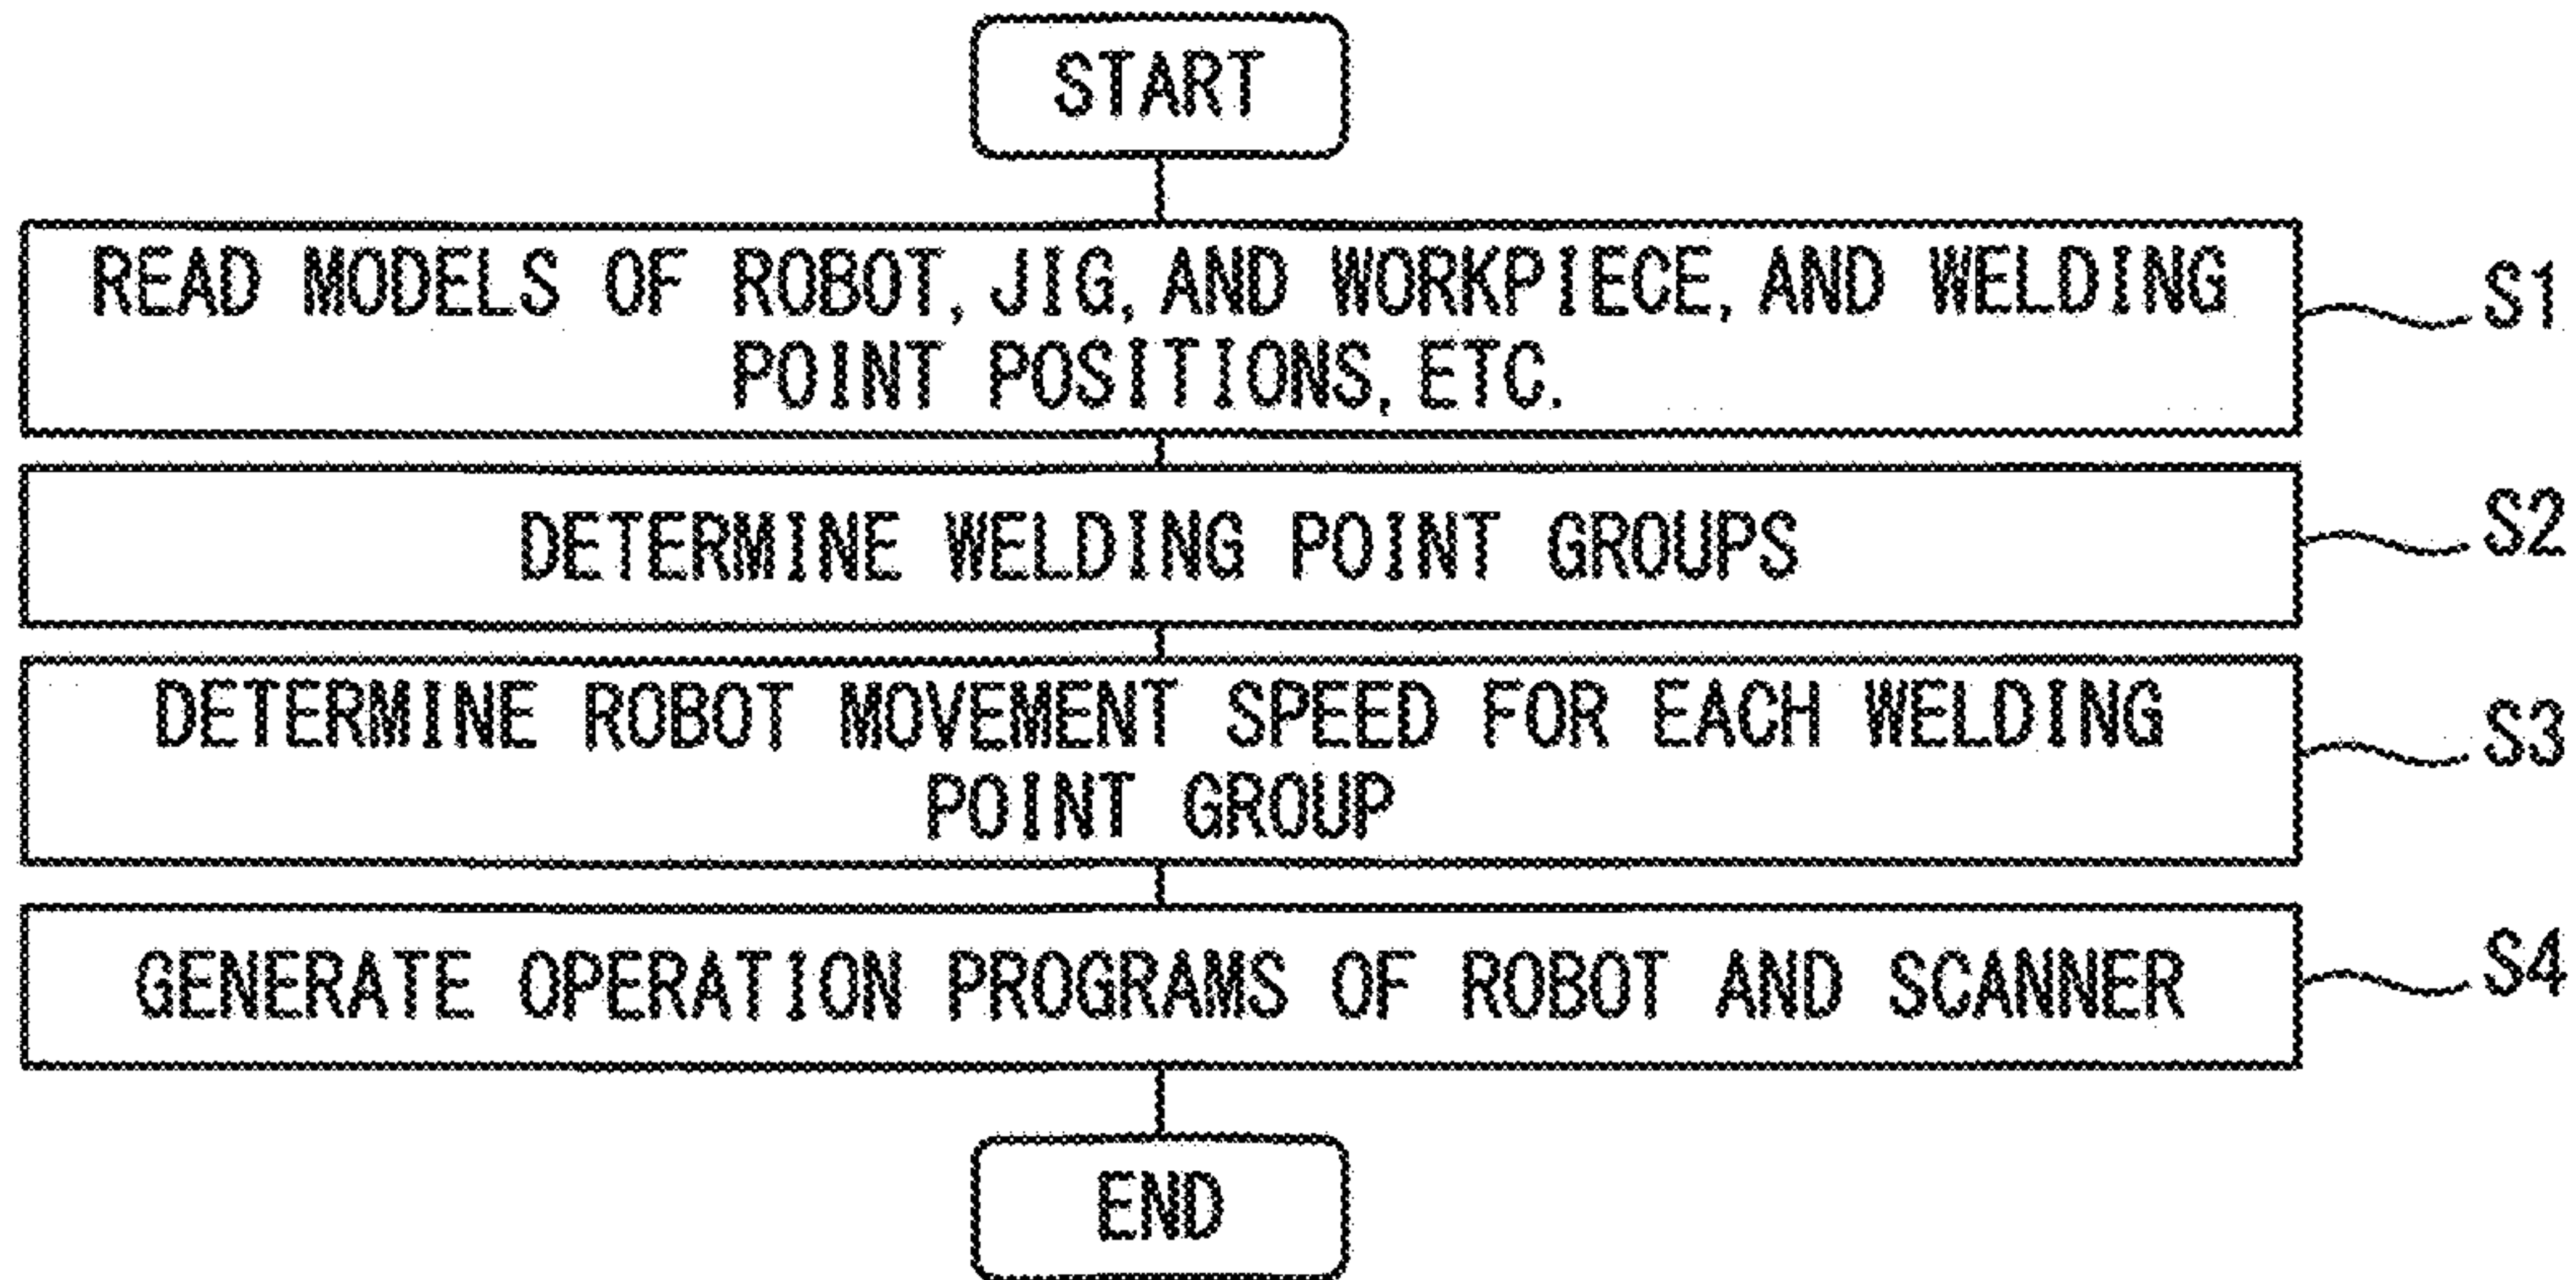 START
READ MODELS OF ROBOT, JIG, AND WORKPIECE, AND WELDING
POINT POSITIONS, ETC.
S1
DETERMINE WELDING POINT GROUPS
S2
DETERMINE ROBOT MOVEMENT SPEED FOR EACH WELDING
POINT GROUP
S3
GENERATE OPERATION PROGRAMS OF ROBOT AND SCANNER
S4
END